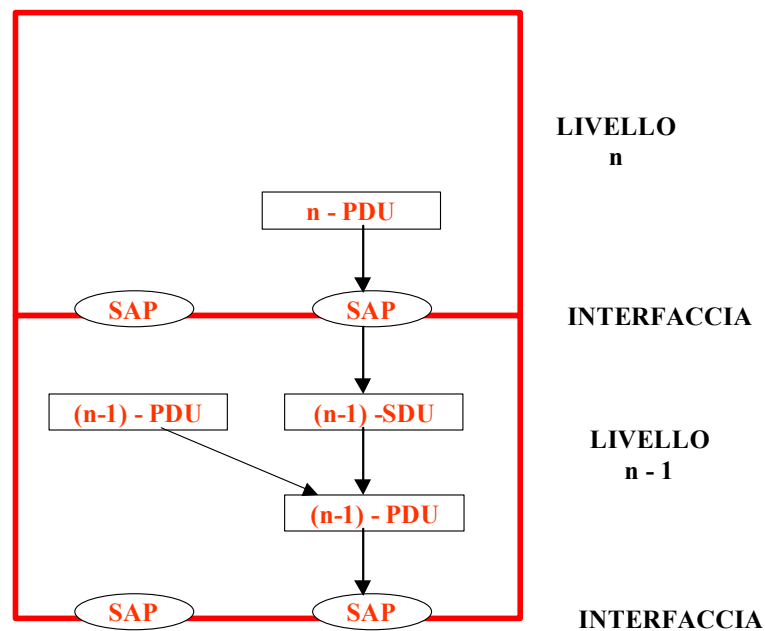 LIVELLO
n
n - PDU
SAP
SAP
INTERFACCIA
(n-1) - PDU
(n-1) -SDU
LIVELLO
n - 1
(n-1) - PDU
SAP
SAP
INTERFACCIA